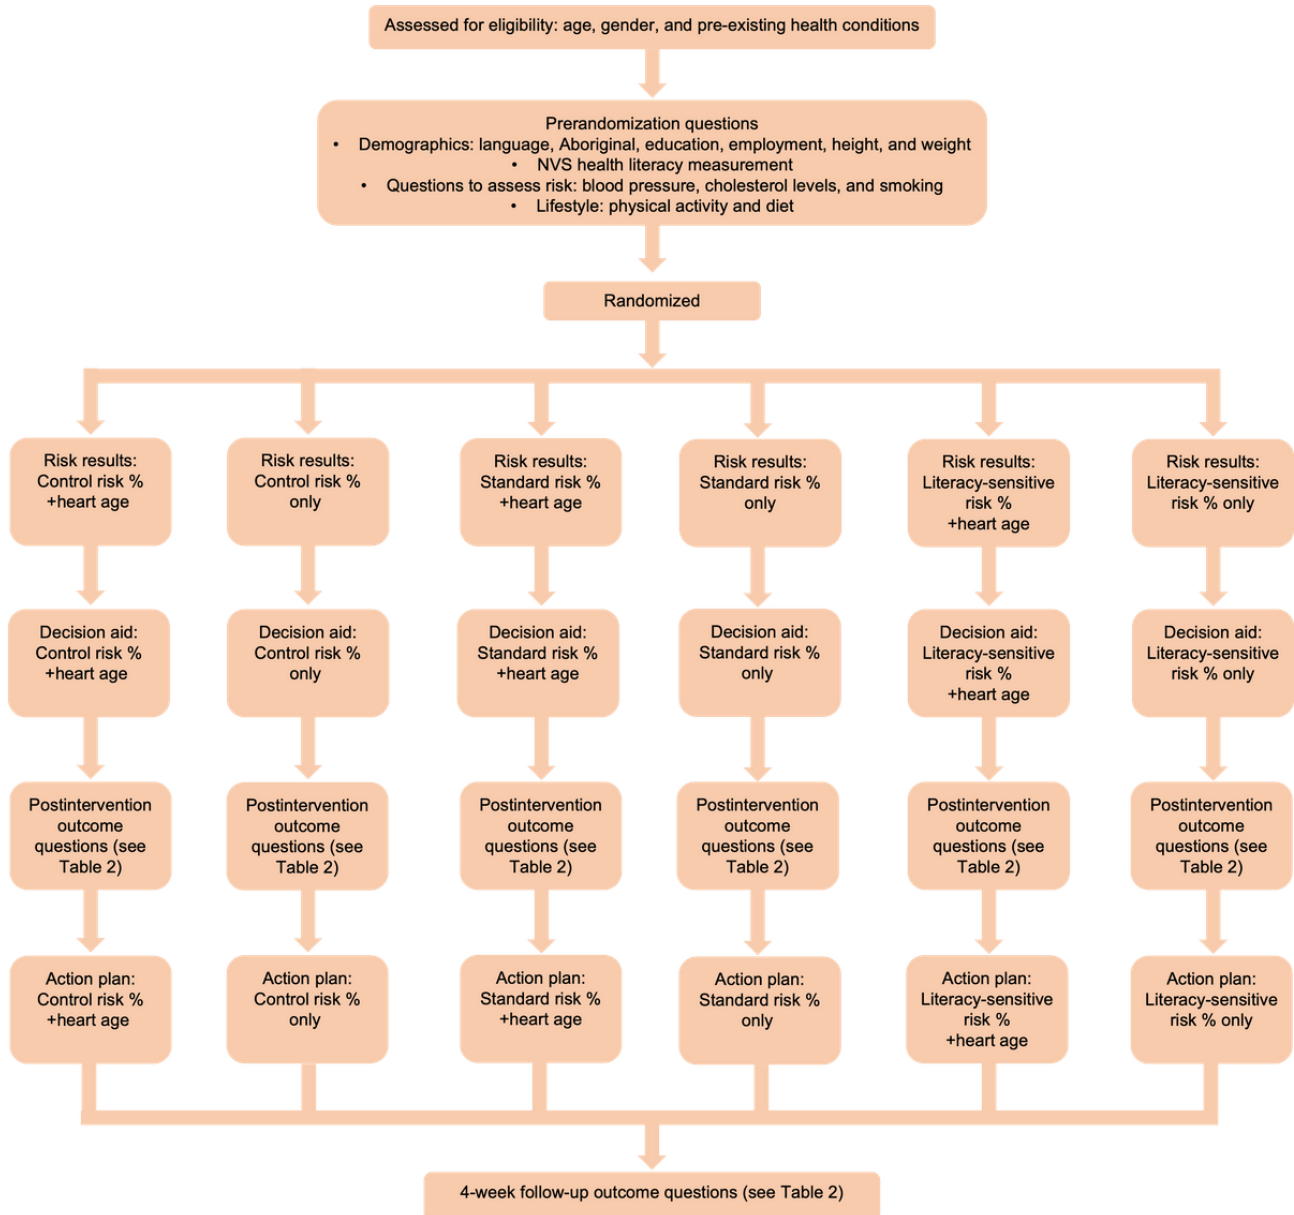 Assessed for eligibility: age, gender, and pre-existing health conditions
Prerandomization questions
• Demographics: language, Aboriginal, education, employment, height, and weight
• NVS health literacy measurement
• Questions to assess risk: blood pressure, cholesterol levels, and smoking
• Lifestyle: physical activity and diet
Randomized
Risk results:
Control risk %
+heart age
Risk results:
Control risk %
only
Risk results:
Standard risk %
+heart age
Risk results:
Standard risk %
only
Risk results:
Literacy-sensitive
risk %
+heart age
Risk results:
Literacy-sensitive
risk % only
Decision aid:
Control risk %
+heart age
Decision aid:
Control risk %
only
Decision aid:
Standard risk %
+heart age
Decision aid:
Standard risk %
only
Decision aid:
Literacy-sensitive
risk %
+heart age
Decision aid:
Literacy-sensitive
risk % only
Postintervention
outcome
questions (see
Table 2)
Postintervention
outcome
questions (see
Table 2)
Postintervention
outcome
questions (see
Table 2)
Postintervention
outcome
questions (see
Table 2)
Postintervention
outcome
questions (see
Table 2)
Postintervention
outcome
questions (see
Table 2)
Action plan:
Control risk %
+heart age
Action plan:
Control risk %
only
Action plan:
Standard risk %
+heart age
Action plan:
Standard risk %
only
Action plan:
Literacy-sensitive
risk %
+heart age
Action plan:
Literacy-sensitive
risk % only
4-week follow-up outcome questions (see Table 2)